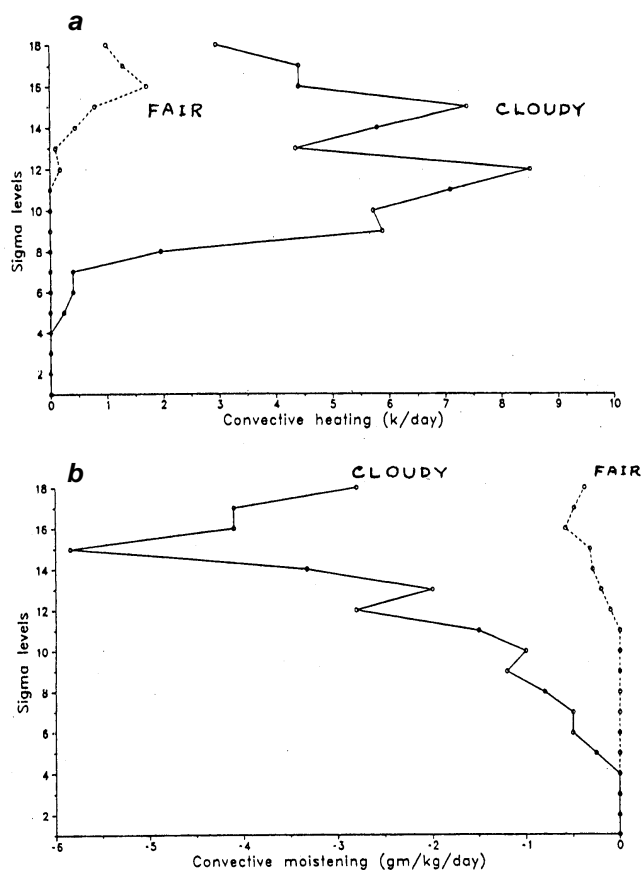 a
18
16
14
12
10
8
6
4
2
Sigma levels
FAIR
CLOUDY
0 1 2 3 4 5 6 7 8 9 10
Convective heating (k/day)
b
CLOUDY FAIR
18
16
14
12
10
8
6
4
2
Sigma levels
-6 -5 -4 -3 -2 -1 0
Convective moistening (gm/kg/day)